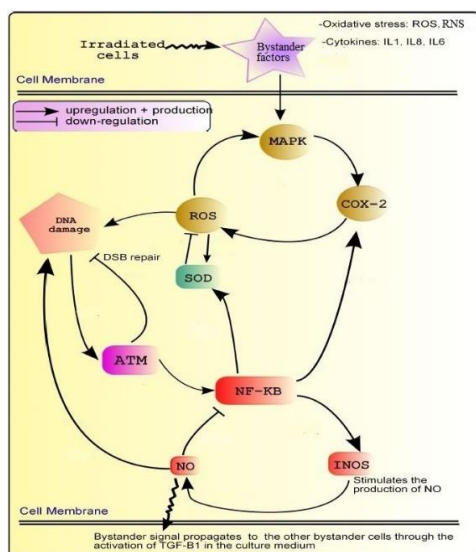 -Oxidative stress: ROS, RNS
-Cytokines: IL1, IL8, IL6
Irradiated
cells
Bystander
factors
Cell Membrane
upregulation + production
down-regulation
MAPK
COX-2
ROS
DNA
damage
DSB repair
SOD
ATM
NF-KB
NO
INOS
Stimulates the
production of NO
Cell Membrane
Bystander signal propagates to the other bystander cells through the
activation of TGF-B1 in the culture medium